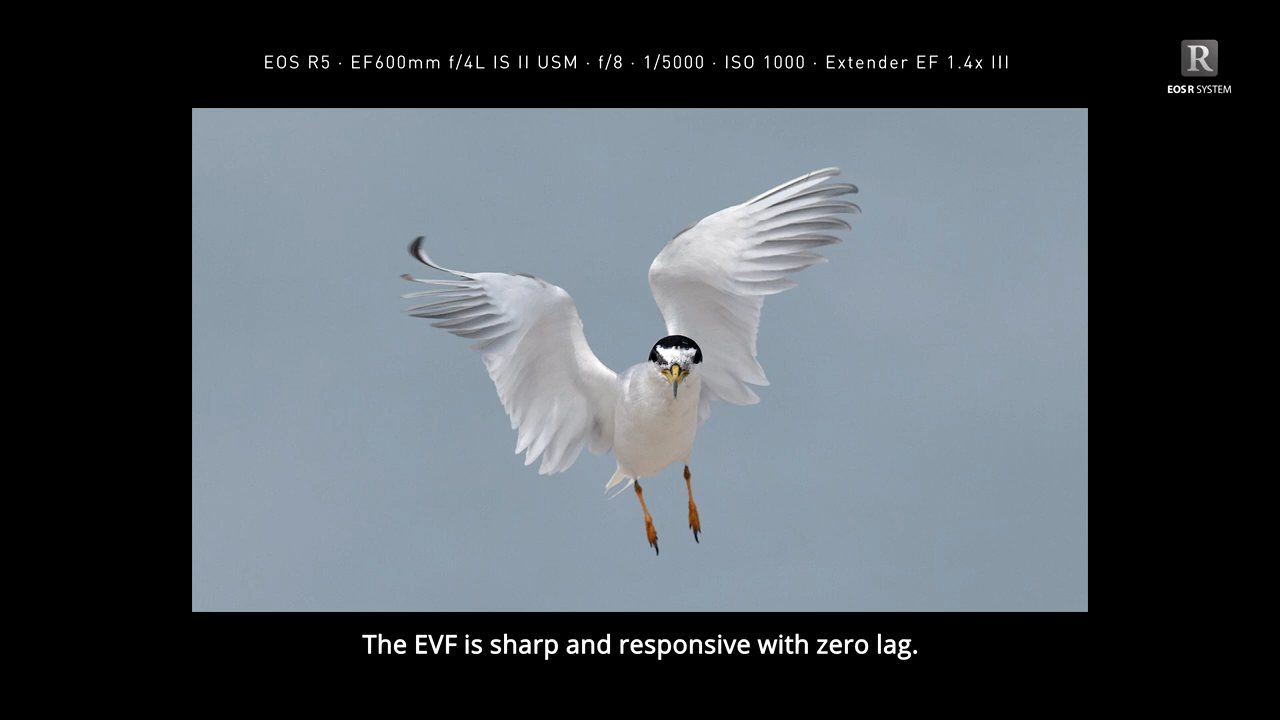 EOS R5 · EF600mm f/4L IS II USM · f/8 · 1/5000 · ISO 1000 · Extender EF 1.4x III
R
EOS R SYSTEM
The EVF is sharp and responsive with zero lag.